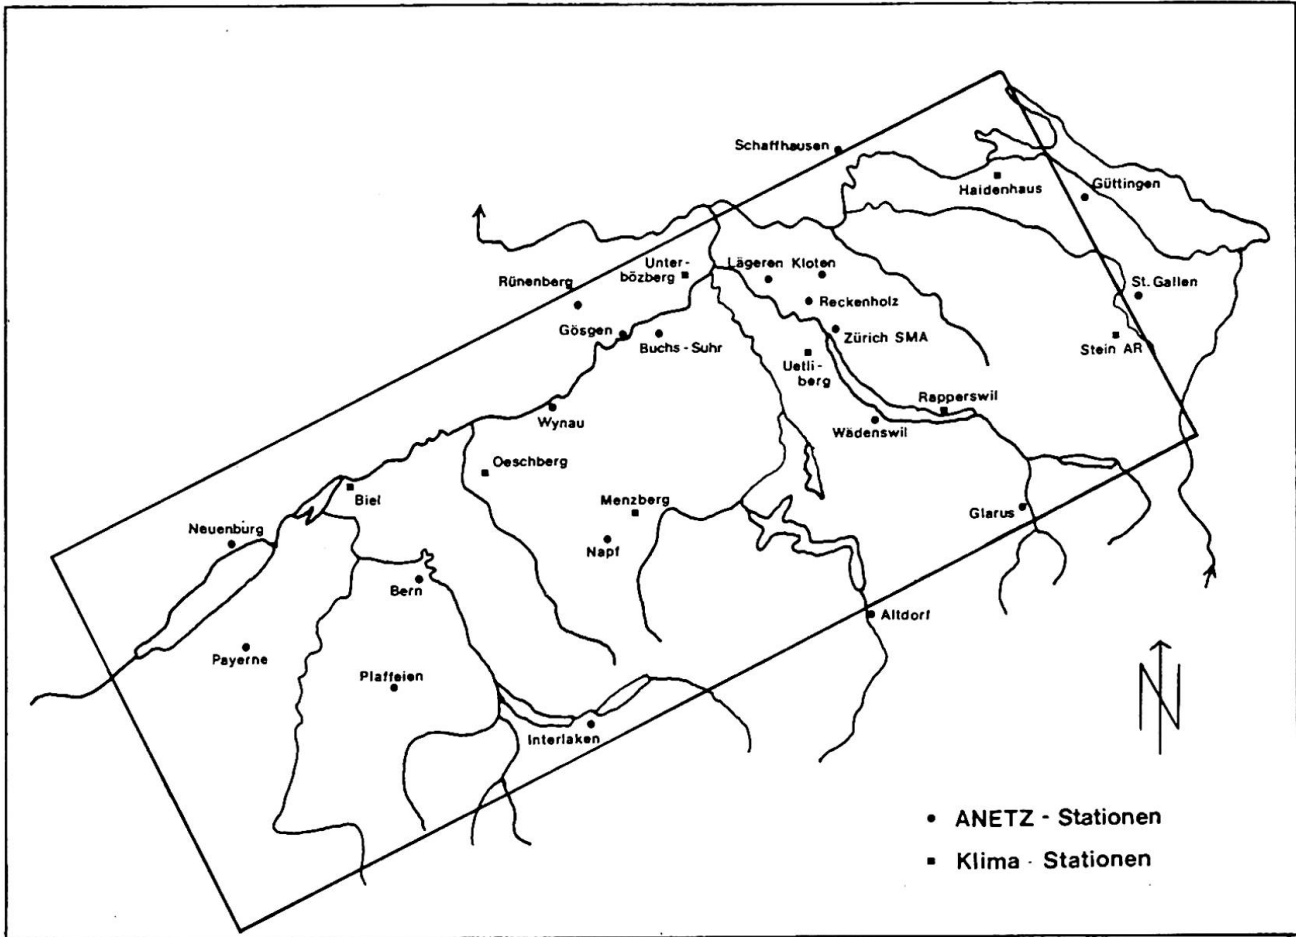 Schaffhausen
Haidenhaus
Güttingen
Unter-
bözberg
Lägeren
Kloten
Rünenberg
St. Gallen
Reckenholz
Gösgen
Buchs-Suhr
Zürich SMA
Stein AR
Uetli-
berg
Rapperswil
Wynau
Wädenswil
Oeschberg
Biel
Menzberg
Glarus
Neuenburg
Napf
Bern
Altdorf
Payerne
Plaffeien
N
Interlaken
ANETZ - Stationen
Klima - Stationen